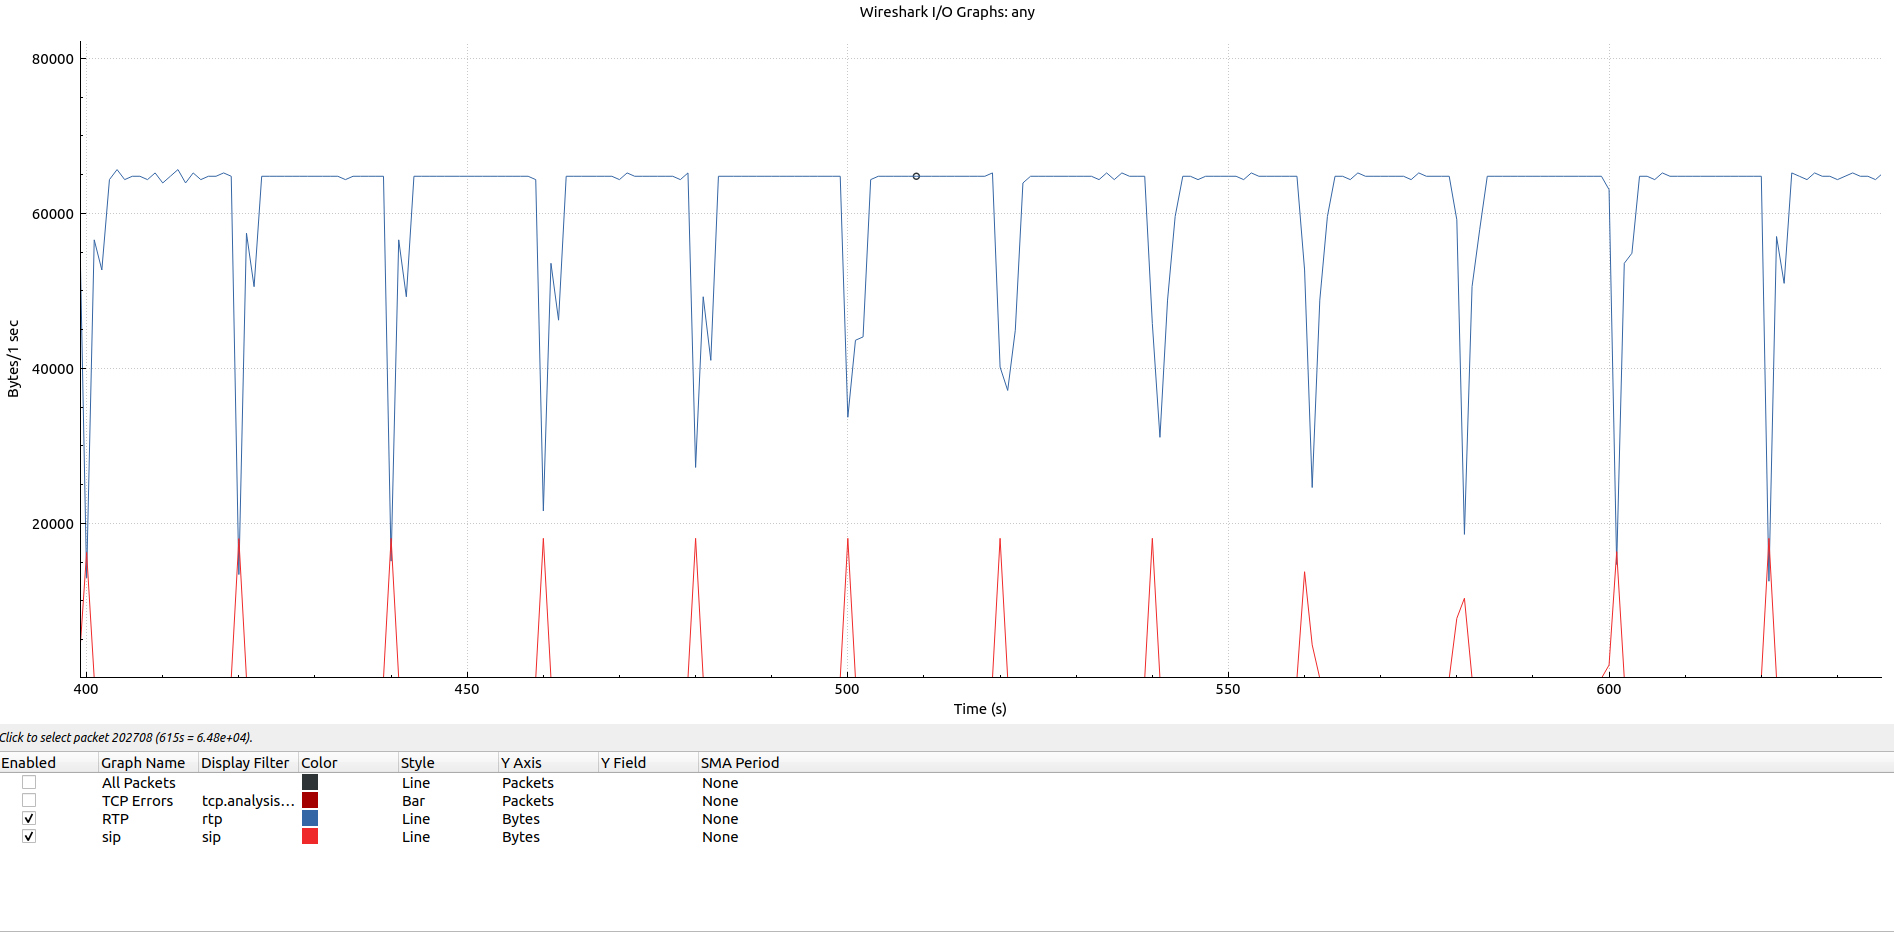 Wireshark I/O Graphs: any
80000
60000
40000
20000
Bytes/1 sec
400 450 500 550 600
Time (s)
Click to select packet 202708 (615s = 6.48e+04).
Enabled Graph Name Display Filter Color Style Y Axis Y Field SMA Period
All Packets Line Packets None
TCP Errors tcp.analysis... Bar Packets None
RTP rtp Line Bytes None
sip sip Line Bytes None